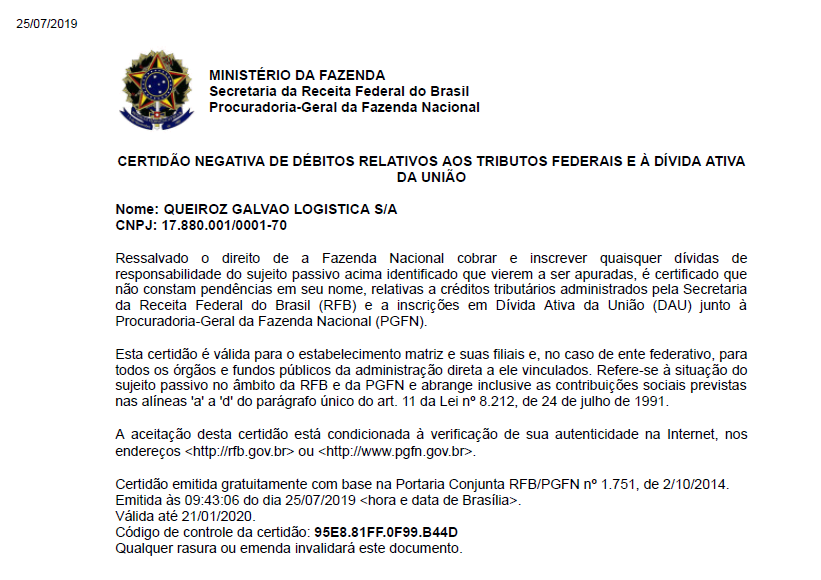 25/07/2019
MINISTÉRIO DA FAZENDA
Secretaria da Receita Federal do Brasil
Procuradoria-Geral da Fazenda Nacional
CERTIDÃO NEGATIVA DE DÉBITOS RELATIVOS AOS TRIBUTOS FEDERAIS E À DÍVIDA ATIVA
DA UNIÃO
Nome: QUEIROZ GALVAO LOGISTICA S/A
CNPJ: 17.880.001/0001-70
Ressalvado o direito de a Fazenda Nacional cobrar e inscrever quaisquer dívidas de
responsabilidade do sujeito passivo acima identificado que vierem a ser apuradas, é certificado que
não constam pendências em seu nome, relativas a créditos tributários administrados pela Secretaria
da Receita Federal do Brasil (RFB) e a inscrições em Dívida Ativa da União (DAU) junto à
Procuradoria-Geral da Fazenda Nacional (PGFN).
Esta certidão é válida para o estabelecimento matriz e suas filiais e, no caso de ente federativo, para
todos os órgãos e fundos públicos da administração direta a ele vinculados. Refere-se à situação do
sujeito passivo no âmbito da RFB e da PGFN e abrange inclusive as contribuições sociais previstas
nas alíneas 'a' a 'd' do parágrafo único do art. 11 da Lei nº 8.212, de 24 de julho de 1991.
A aceitação desta certidão está condicionada à verificação de sua autenticidade na Internet, nos
endereços <http://rfb.gov.br> ou <http://www.pgfn.gov.br>.
Certidão emitida gratuitamente com base na Portaria Conjunta RFB/PGFN nº 1.751, de 2/10/2014.
Emitida às 09:43:06 do dia 25/07/2019 <hora e data de Brasília>.
Válida até 21/01/2020.
Código de controle da certidão: 95E8.81FF.0F99.B44D
Qualquer rasura ou emenda invalidará este documento.